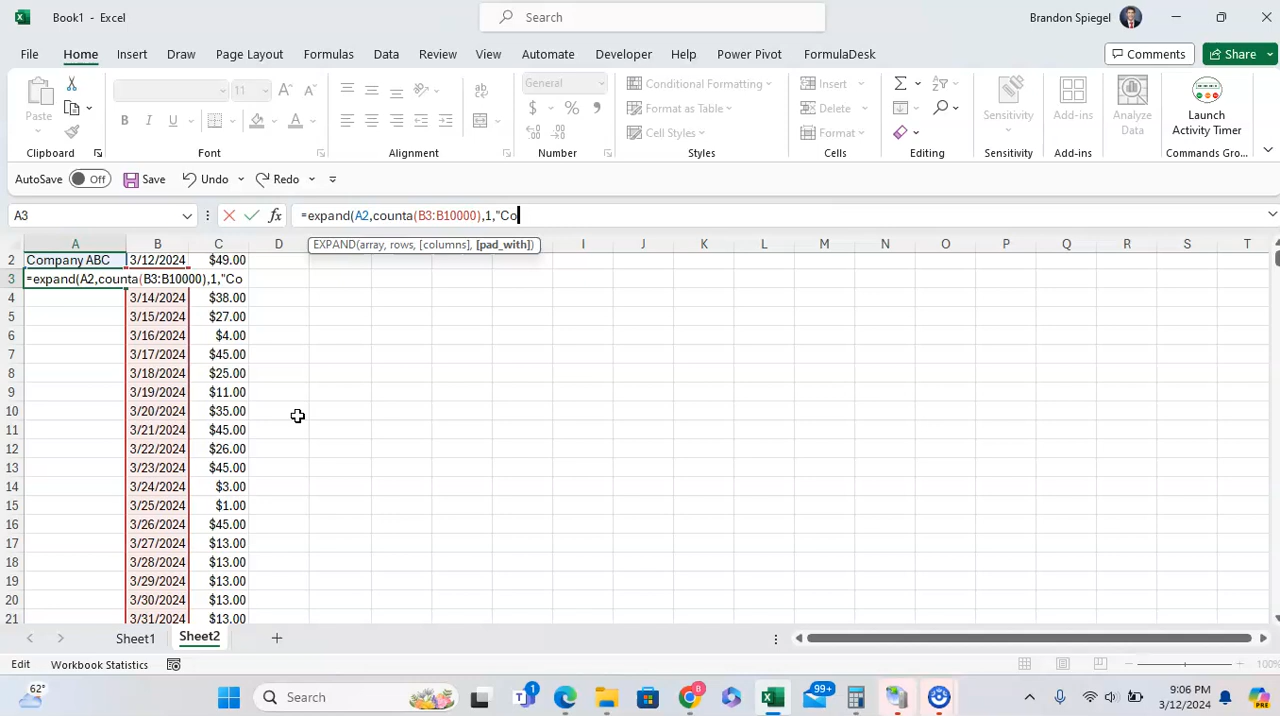 Book1 - Excel
Search
Brandon Spiegel
File Home Insert Draw Page Layout Formulas Data Review View Automate Developer Help Power Pivot FormulaDesk
Comments
Share
Paste
11
B I U
General
$ % 9
Conditional Formatting
Format as Table
Cell Styles
Insert
Delete
Format
Sensitivity
Add-ins
Analyze Data
Launch Activity Timer
Clipboard Font Alignment Number Styles Cells Editing Sensitivity Add-ins Commands Gro...
AutoSave Off Save Undo Redo
A3
=expand(A2,counta(B3:B10000),1,"Co
EXPAND(array, rows, [columns], [pad_with])
A B C D I J K L M N O P Q R S T
2 Company ABC 3/12/2024 $49.00
3 =expand(A2,counta(B3:B10000),1,"Co
4 3/14/2024 $38.00
5 3/15/2024 $27.00
6 3/16/2024 $4.00
7 3/17/2024 $45.00
8 3/18/2024 $25.00
9 3/19/2024 $11.00
10 3/20/2024 $35.00
11 3/21/2024 $45.00
12 3/22/2024 $26.00
13 3/23/2024 $45.00
14 3/24/2024 $3.00
15 3/25/2024 $1.00
16 3/26/2024 $45.00
17 3/27/2024 $13.00
18 3/28/2024 $13.00
19 3/29/2024 $13.00
20 3/30/2024 $13.00
21 3/31/2024 $13.00
Sheet1 Sheet2
Edit Workbook Statistics
100%
62°
Search
1
8
99+
9:06 PM
3/12/2024
PRE